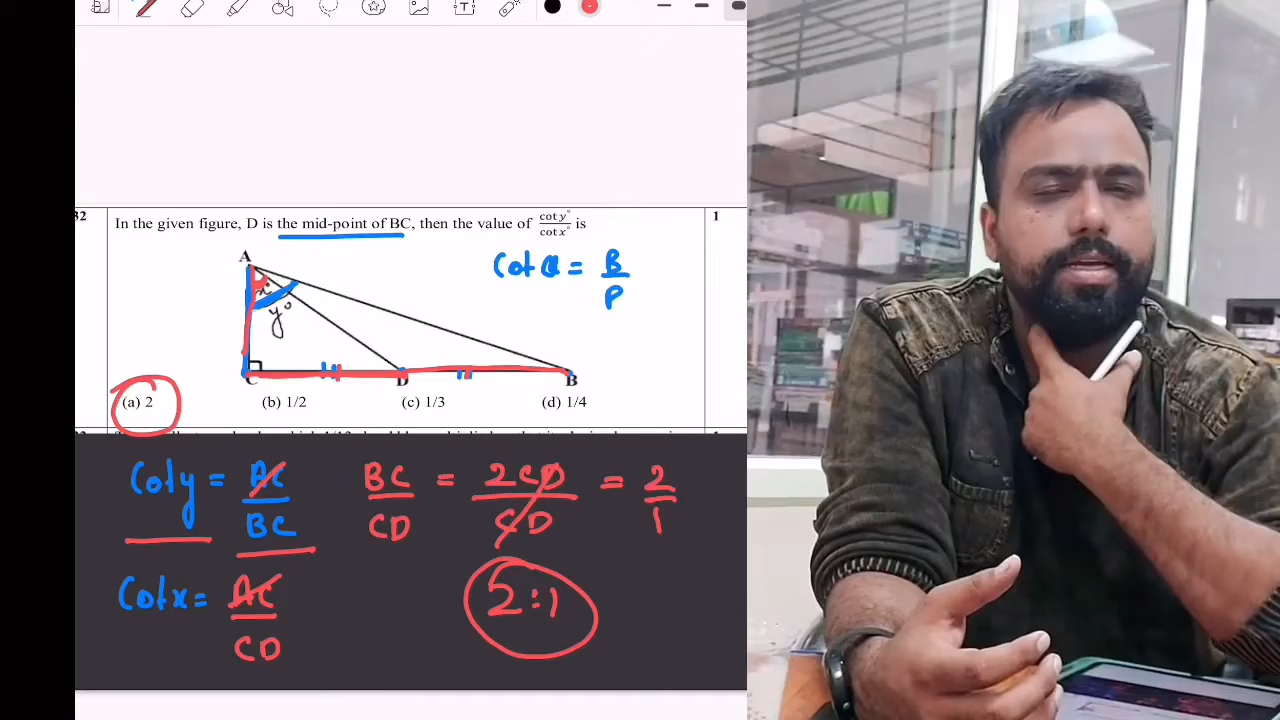 32
In the given figure, D is the mid-point of BC, then the value of cot y° / cot x° is
1
Cot θ = B / P
A
x
y°
C
D
B
(a) 2
(b) 1/2
(c) 1/3
(d) 1/4
Cot y = AC / BC
BC / CD = 2CD / CD = 2 / 1
Cot x = AC / CD
2:1